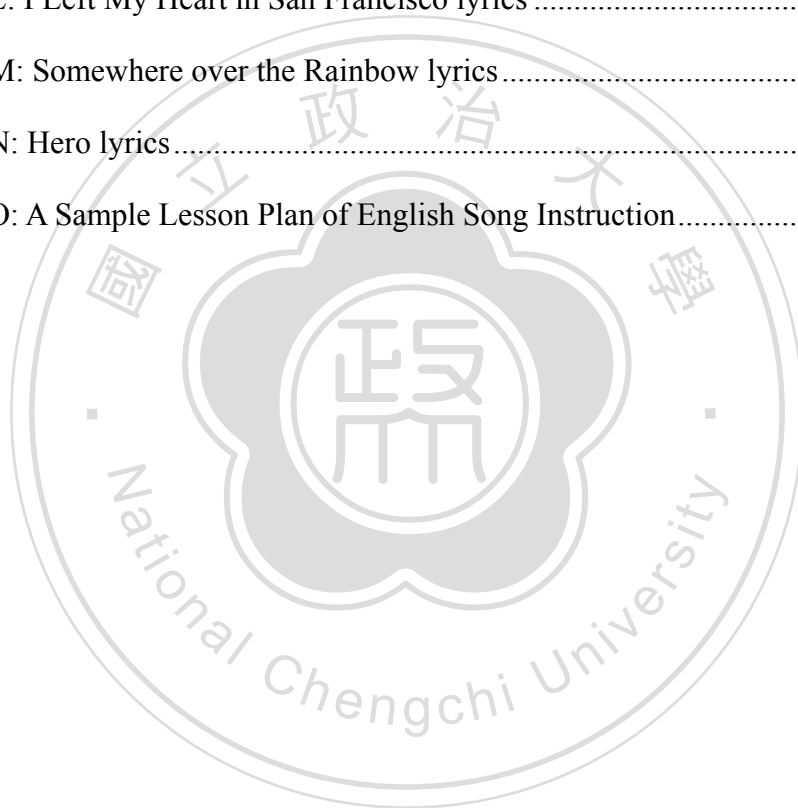 L: I Left My Heart in San Francisco lyrics ................................
M: Somewhere over the Rainbow lyrics ....................................
N: Hero lyrics ...............................................................................
O: A Sample Lesson Plan of English Song Instruction ...............
國立政治大學
政
National Chengchi University